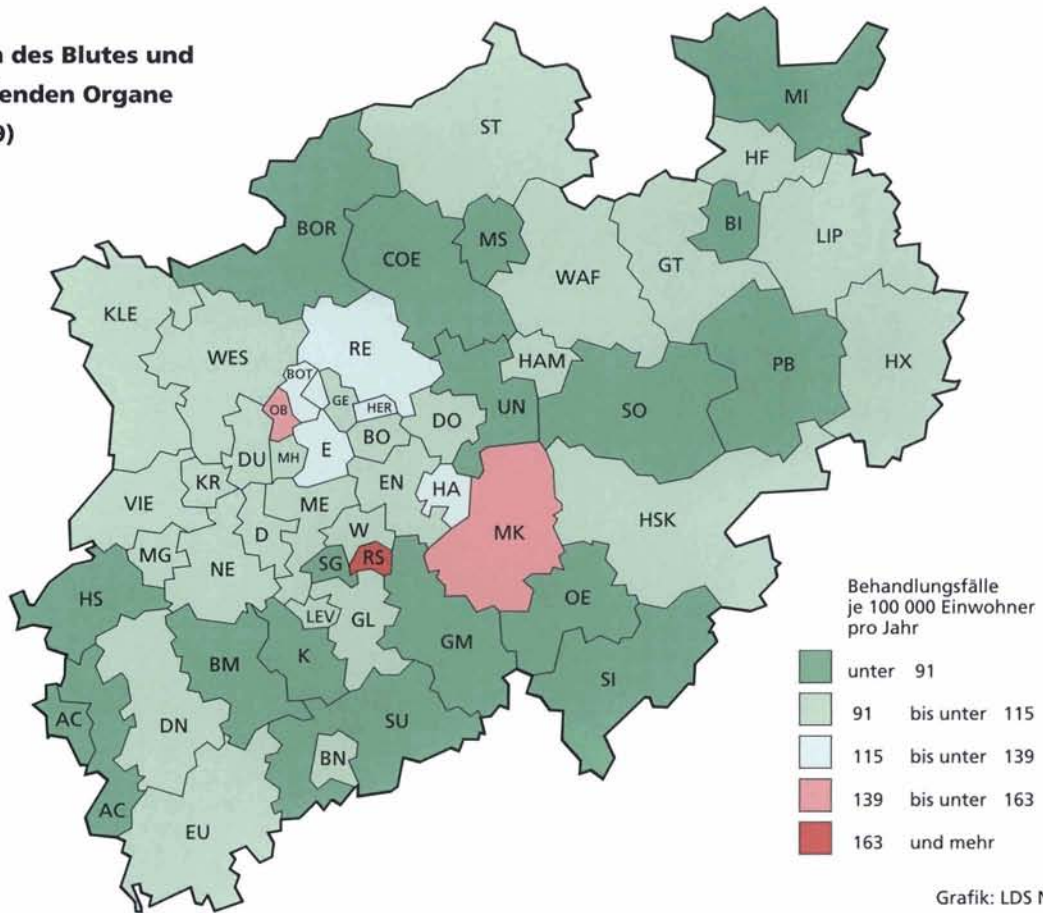 des Blutes und
Organe
ST
MI
HF
BOR
COE
MS
BI
LIP
WAF
GT
KLE
RE
WES
BOT
HAM
PB
HX
OB
GE
HER
UN
SO
DU
MH
E
BO
DO
KR
EN
HA
VIE
ME
HSK
D
W
MK
MG
NE
SG
RS
HS
OE
LEV
GL
BM
K
GM
SI
AC
DN
SU
BN
AC
EU
Behandlungsfälle
je 100 000 Einwohner
pro Jahr
unter 91
91 bis unter 115
115 bis unter 139
139 bis unter 163
163 und mehr
Grafik: LDS